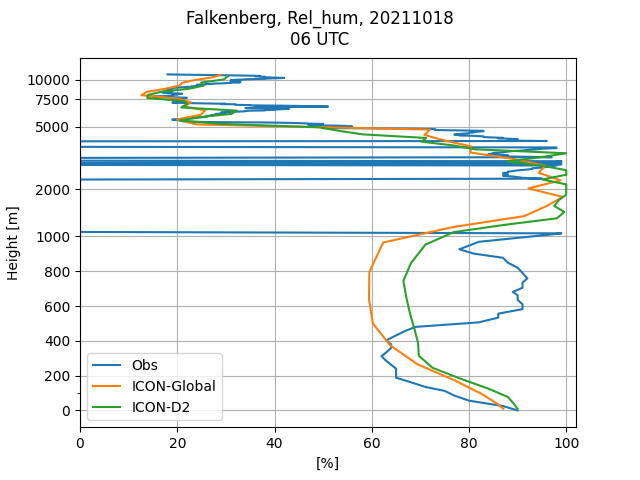 Falkenberg, Rel_hum, 20211018
06 UTC
10000
7500
5000
2000
1000
800
600
400
200
0
Height [m]
Obs
ICON-Global
ICON-D2
0 20 40 60 80 100
[%]